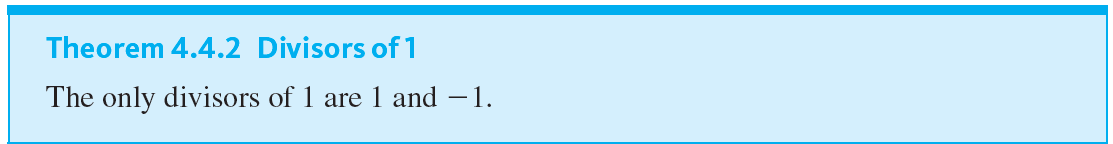 Theorem 4.4.2 Divisors of 1
The only divisors of 1 are 1 and −1.